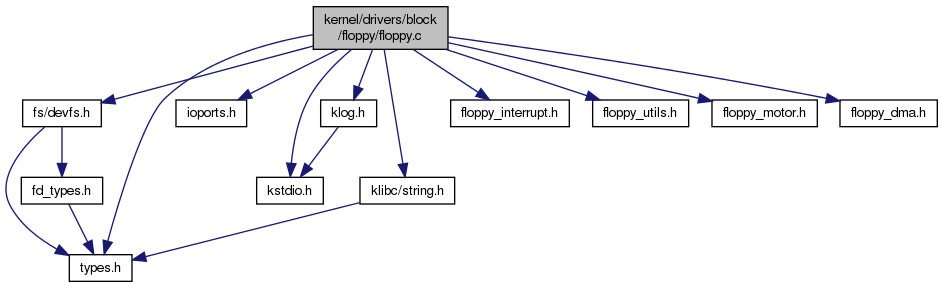 kernel/drivers/block
/floppy/floppy.c
fs/devfs.h
ioports.h
klog.h
floppy_interrupt.h
floppy_utils.h
floppy_motor.h
floppy_dma.h
fd_types.h
kstdio.h
klibc/string.h
types.h